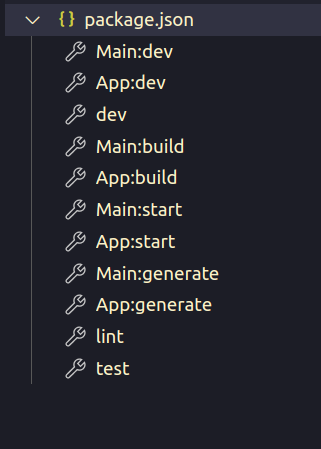 { } package.json
Main:dev
App:dev
dev
Main:build
App:build
Main:start
App:start
Main:generate
App:generate
lint
test